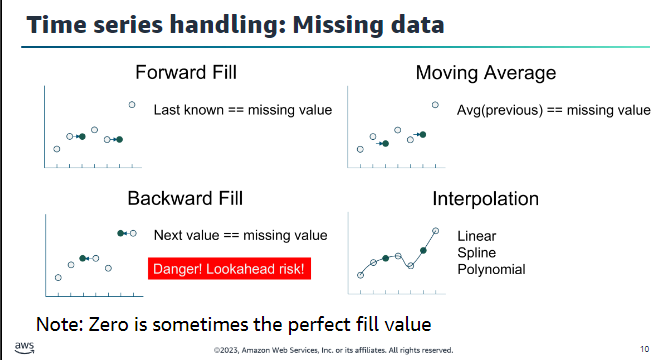 Time series handling: Missing data
Forward Fill
Last known == missing value
Moving Average
Avg(previous) == missing value
Backward Fill
Next value == missing value
Danger! Lookahead risk!
Interpolation
Linear
Spline
Polynomial
Note: Zero is sometimes the perfect fill value
aws
©2023, Amazon Web Services, Inc. or its affiliates. All rights reserved.
10